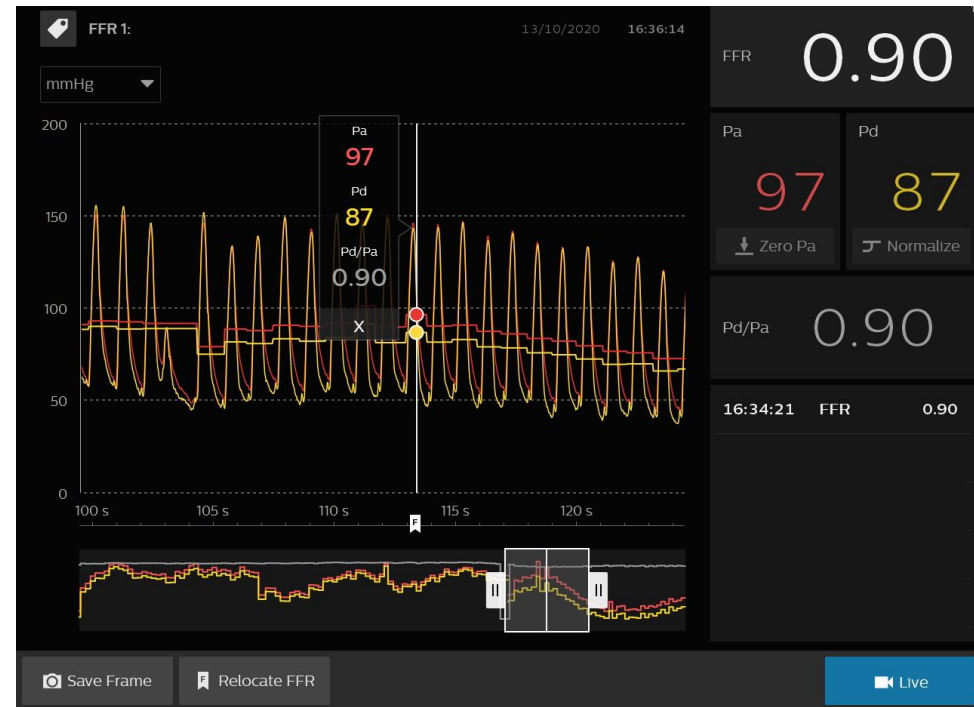 FFR 1:
13/10/2020 16:36:14
mmHg
200
150
100
50
0
100 s 105 s 110 s 115 s 120 s
F
Pa
97
Pd
87
Pd/Pa
0.90
X
FFR 0.90
Pa
97
Zero Pa
Pd
87
Normalize
Pd/Pa 0.90
16:34:21 FFR 0.90
Save Frame
F Relocate FFR
Live